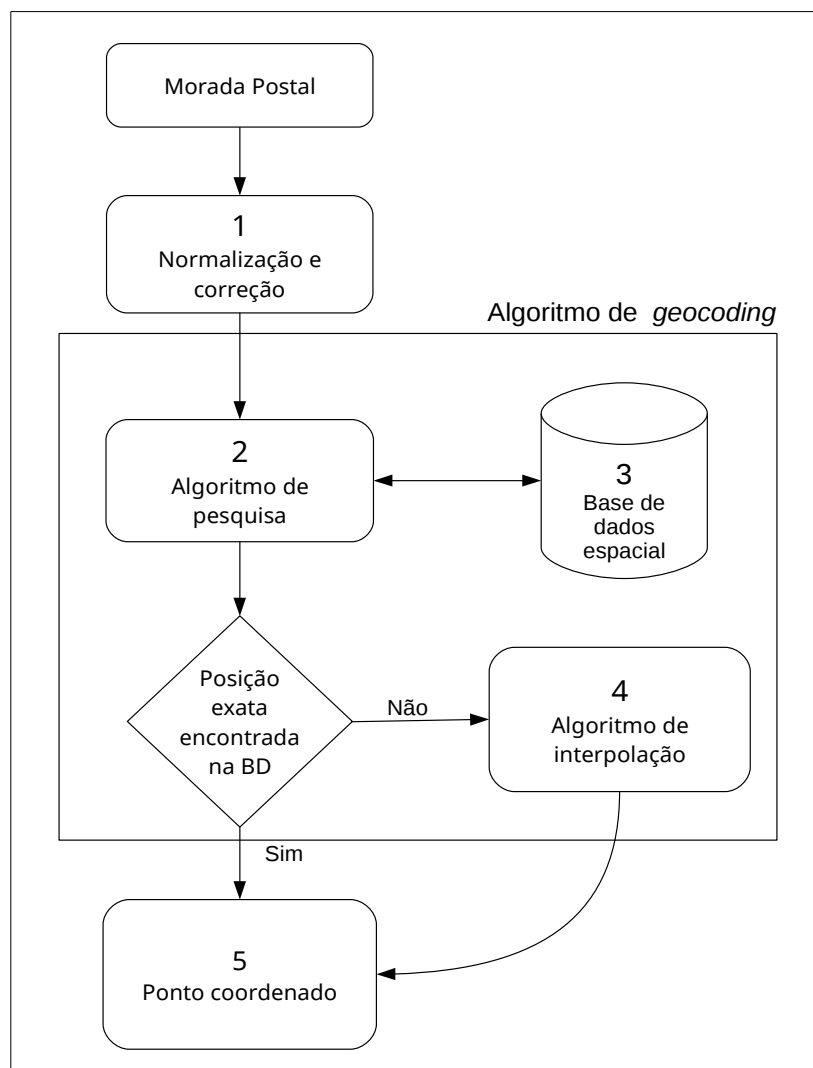 Morada Postal
1
Normalização e
correção
Algoritmo de geocoding
2
Algoritmo de
pesquisa
3
Base de
dados
espacial
Posição
exata
encontrada
na BD
Não
4
Algoritmo de
interpolação
Sim
5
Ponto coordenado